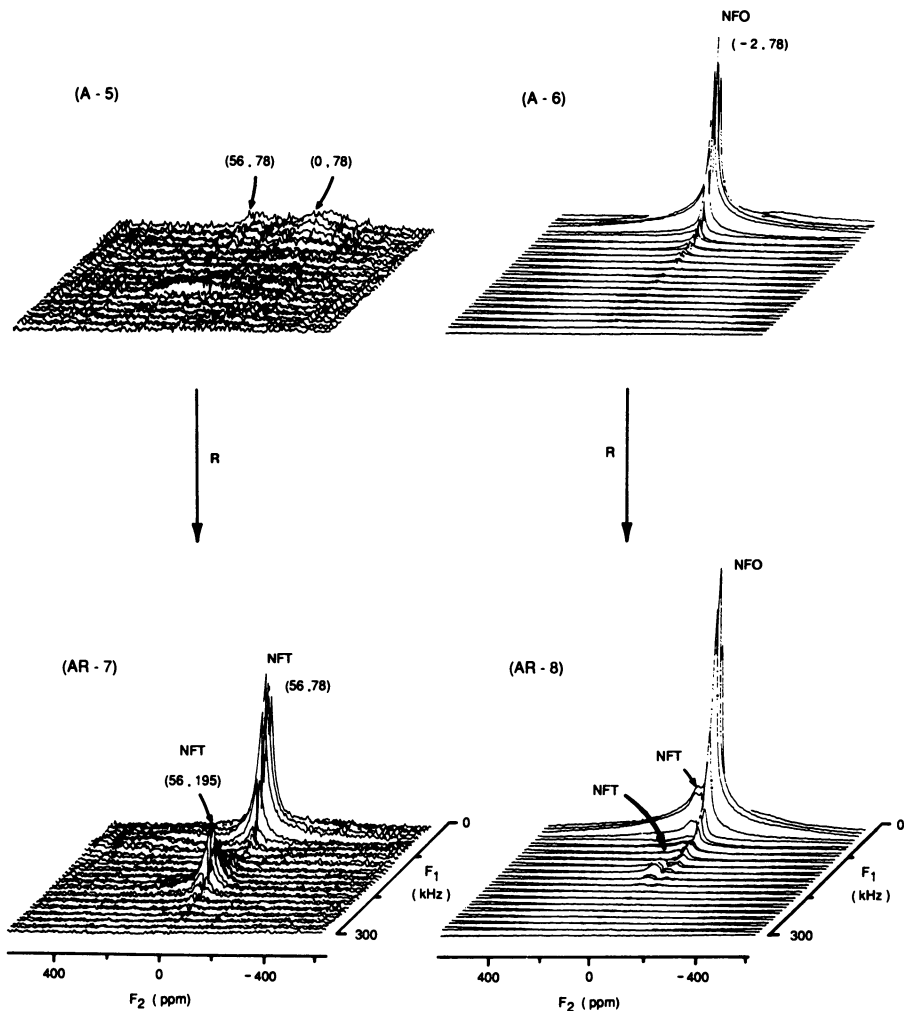 NFO
(-2, 78)
(A - 5)
(A - 6)
(56, 78)
(0, 78)
R
R
NFO
(AR - 7)
NFT
(56, 78)
(AR - 8)
NFT
NFT
(56, 195)
NFT
0
0
F1
(kHz)
F1
(kHz)
300
300
400
0
-400
400
0
-400
F2 (ppm)
F2 (ppm)